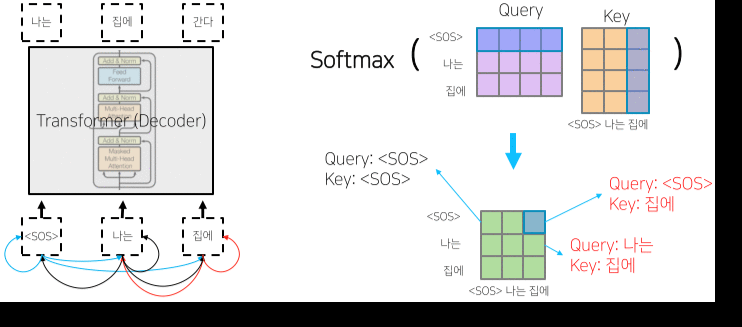 나는 집에 간다
Add & Norm
Feed
Forward
Add & Norm
Multi-Head
Attention
Transformer (Decoder)
Add & Norm
Masked
Multi-Head
Attention
<SOS> 나는 집에
Query
Key
Softmax ( )
<SOS>
나는
집에
<SOS> 나는 집에
Query: <SOS>
Key: <SOS>
Query: <SOS>
Key: 집에
Query: 나는
Key: 집에
<SOS>
나는
집에
<SOS> 나는 집에